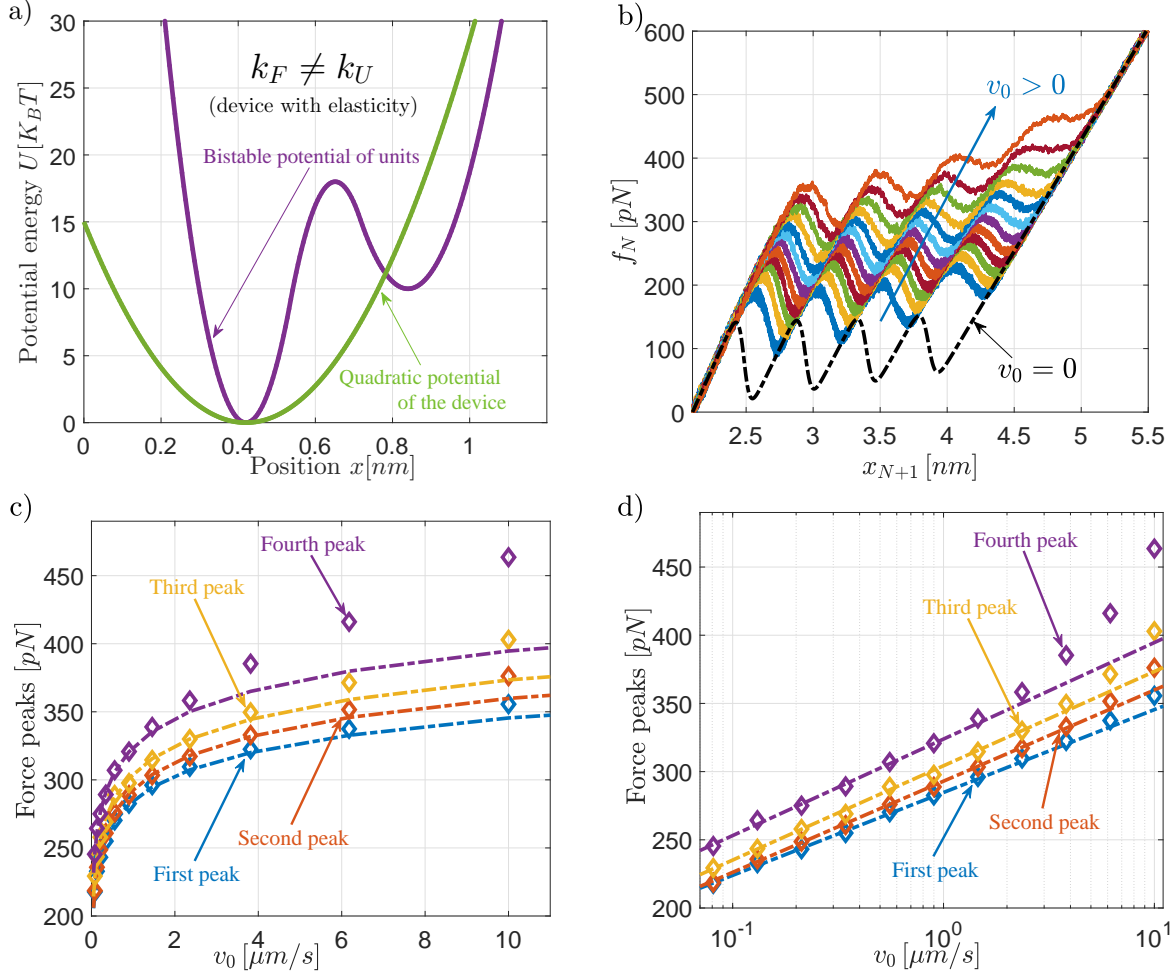 a)
30
25
20
15
10
5
0
Potential energy U[K_BT]
k_F ≠ k_U
(device with elasticity)
Bistable potential of units
Quadratic potential
of the device
0 0.2 0.4 0.6 0.8 1
Position x[nm]
b)
600
500
400
300
200
100
0
f_N [pN]
v_0 > 0
v_0 = 0
2.5 3 3.5 4 4.5 5 5.5
x_{N+1} [nm]
c)
450
400
350
300
250
200
Force peaks [pN]
Fourth peak
Third peak
Second peak
First peak
0 2 4 6 8 10
v_0 [μm/s]
d)
450
400
350
300
250
200
Force peaks [pN]
Fourth peak
Third peak
Second peak
First peak
10^{-1} 10^0 10^1
v_0 [μm/s]